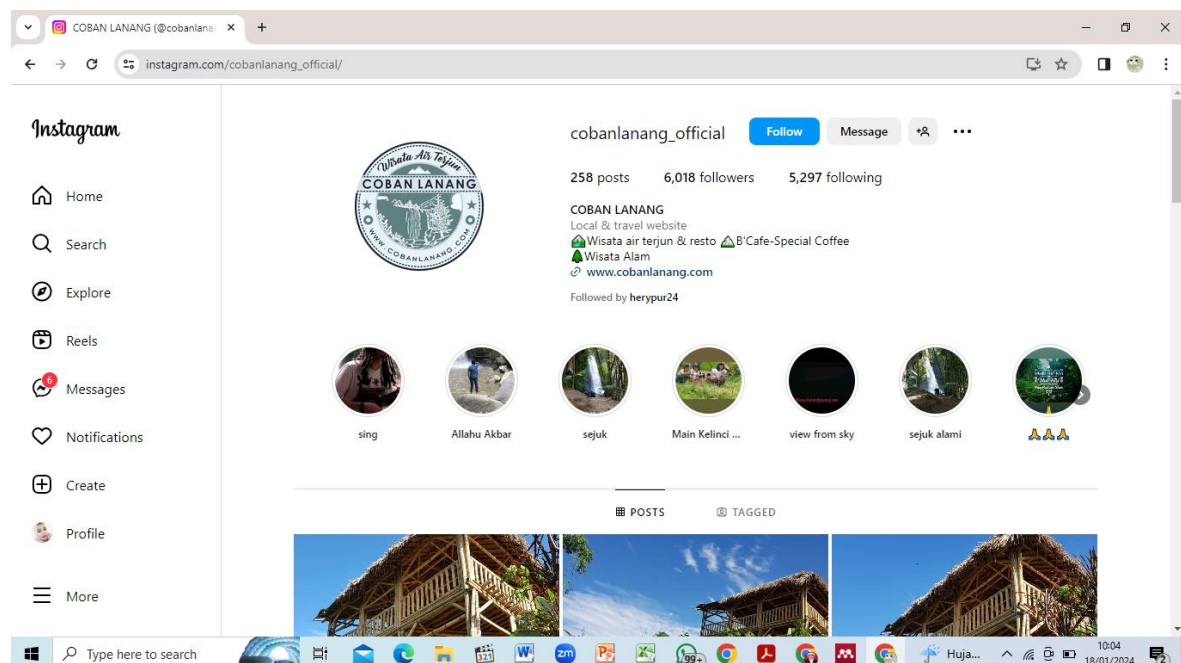 COBAN LANANG (@cobanlana
instagram.com/cobanlanang_official/
Instagram
Home
Search
Explore
Reels
6
Messages
Notifications
Create
Profile
More
Wisata Air Terjun
COBAN LANANG
WWW.COBANLANANG.COM
cobanlanang_official
Follow
Message
258 posts 6,018 followers 5,297 following
COBAN LANANG
Local & travel website
Wisata air terjun & resto B'Cafe-Special Coffee
Wisata Alam
www.cobanlanang.com
Followed by herypur24
sing
Allahu Akbar
sejuk
Main Kelinci ...
view from sky
sejuk alami
🙏🙏🙏
POSTS
TAGGED
Type here to search
99+
Huja...
10:04
18/01/2024
2